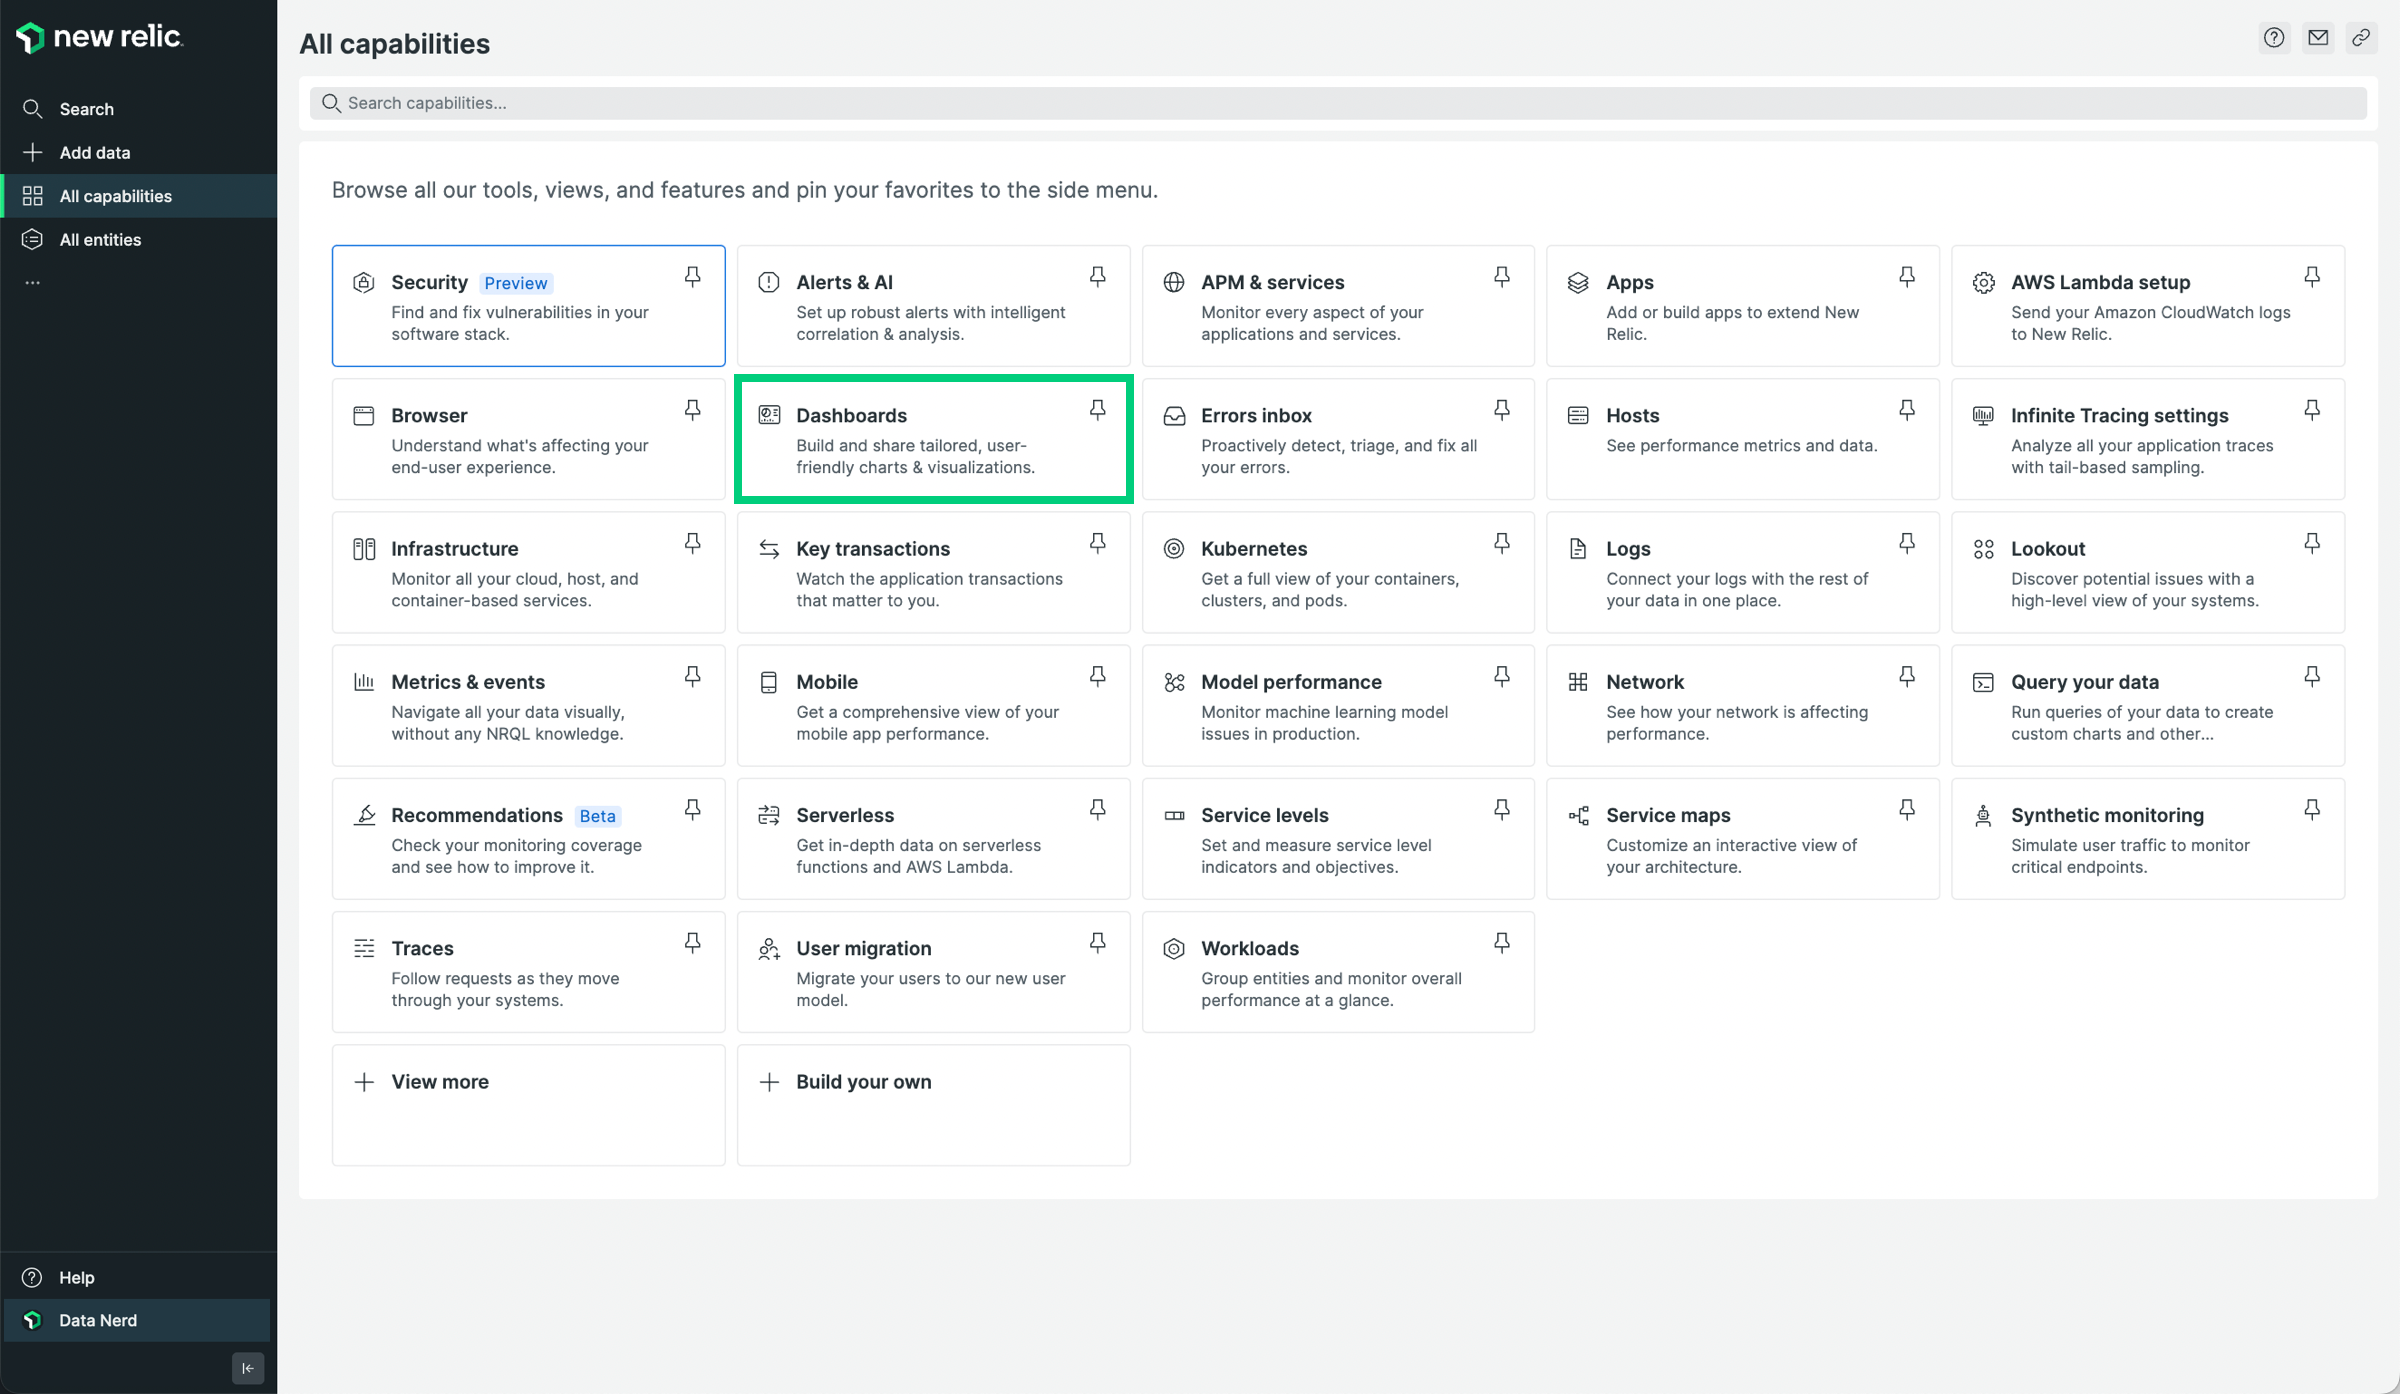 new relic.
Search
Add data
All capabilities
All entities
...
Help
Data Nerd
All capabilities
Search capabilities...
Browse all our tools, views, and features and pin your favorites to the side menu.
Security Preview
Find and fix vulnerabilities in your
software stack.
Alerts & AI
Set up robust alerts with intelligent
correlation & analysis.
APM & services
Monitor every aspect of your
applications and services.
Apps
Add or build apps to extend New
Relic.
AWS Lambda setup
Send your Amazon CloudWatch logs
to New Relic.
Browser
Understand what's affecting your
end-user experience.
Dashboards
Build and share tailored, user-
friendly charts & visualizations.
Errors inbox
Proactively detect, triage, and fix all
your errors.
Hosts
See performance metrics and data.
Infinite Tracing settings
Analyze all your application traces
with tail-based sampling.
Infrastructure
Monitor all your cloud, host, and
container-based services.
Key transactions
Watch the application transactions
that matter to you.
Kubernetes
Get a full view of your containers,
clusters, and pods.
Logs
Connect your logs with the rest of
your data in one place.
Lookout
Discover potential issues with a
high-level view of your systems.
Metrics & events
Navigate all your data visually,
without any NRQL knowledge.
Mobile
Get a comprehensive view of your
mobile app performance.
Model performance
Monitor machine learning model
issues in production.
Network
See how your network is affecting
performance.
Query your data
Run queries of your data to create
custom charts and other...
Recommendations Beta
Check your monitoring coverage
and see how to improve it.
Serverless
Get in-depth data on serverless
functions and AWS Lambda.
Service levels
Set and measure service level
indicators and objectives.
Service maps
Customize an interactive view of
your architecture.
Synthetic monitoring
Simulate user traffic to monitor
critical endpoints.
Traces
Follow requests as they move
through your systems.
User migration
Migrate your users to our new user
model.
Workloads
Group entities and monitor overall
performance at a glance.
View more
Build your own